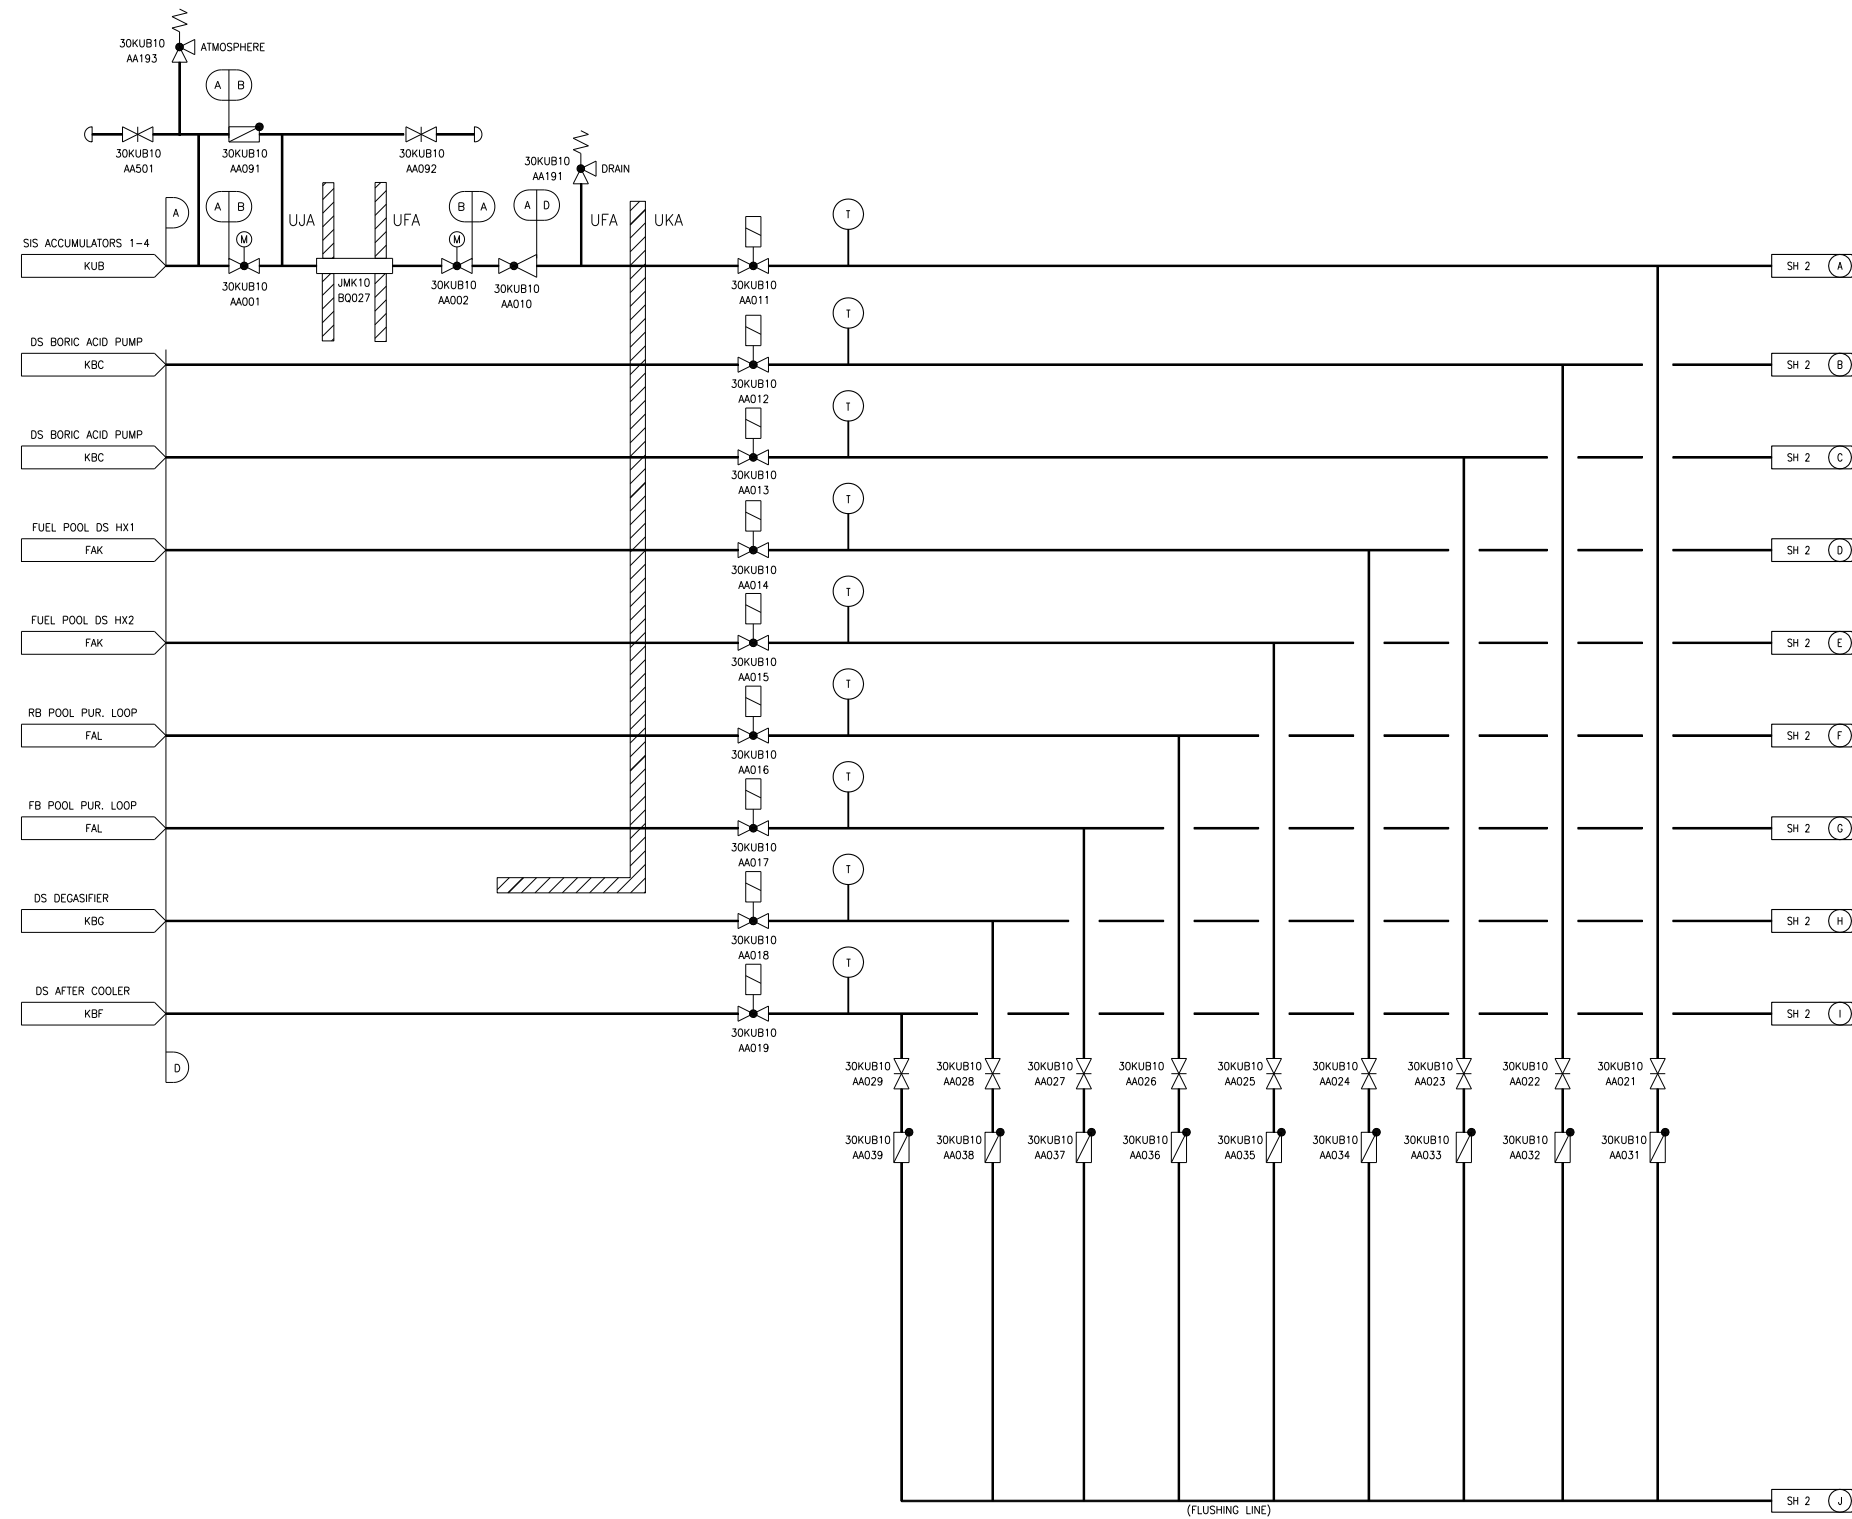 30KUB10
AA193
ATMOSPHERE
A B
30KUB10
AA501
30KUB10
AA091
30KUB10
AA092
30KUB10
AA191
DRAIN
A
A B
M
UJA
UFA
B A
M
A D
UFA
UKA
T
SIS ACCUMULATORS 1-4
KUB
30KUB10
AA001
JMK10
BQ027
30KUB10
AA002
30KUB10
AA010
30KUB10
AA011
SH 2 A
T
DS BORIC ACID PUMP
KBC
30KUB10
AA012
SH 2 B
T
DS BORIC ACID PUMP
KBC
30KUB10
AA013
SH 2 C
T
FUEL POOL DS HX1
FAK
30KUB10
AA014
SH 2 D
T
FUEL POOL DS HX2
FAK
30KUB10
AA015
SH 2 E
T
RB POOL PUR. LOOP
FAL
30KUB10
AA016
SH 2 F
T
FB POOL PUR. LOOP
FAL
30KUB10
AA017
SH 2 G
T
DS DEGASIFIER
KBG
30KUB10
AA018
SH 2 H
T
DS AFTER COOLER
KBF
30KUB10
AA019
SH 2 I
D
30KUB10
AA029
30KUB10
AA028
30KUB10
AA027
30KUB10
AA026
30KUB10
AA025
30KUB10
AA024
30KUB10
AA023
30KUB10
AA022
30KUB10
AA021
30KUB10
AA039
30KUB10
AA038
30KUB10
AA037
30KUB10
AA036
30KUB10
AA035
30KUB10
AA034
30KUB10
AA033
30KUB10
AA032
30KUB10
AA031
(FLUSHING LINE)
SH 2 J